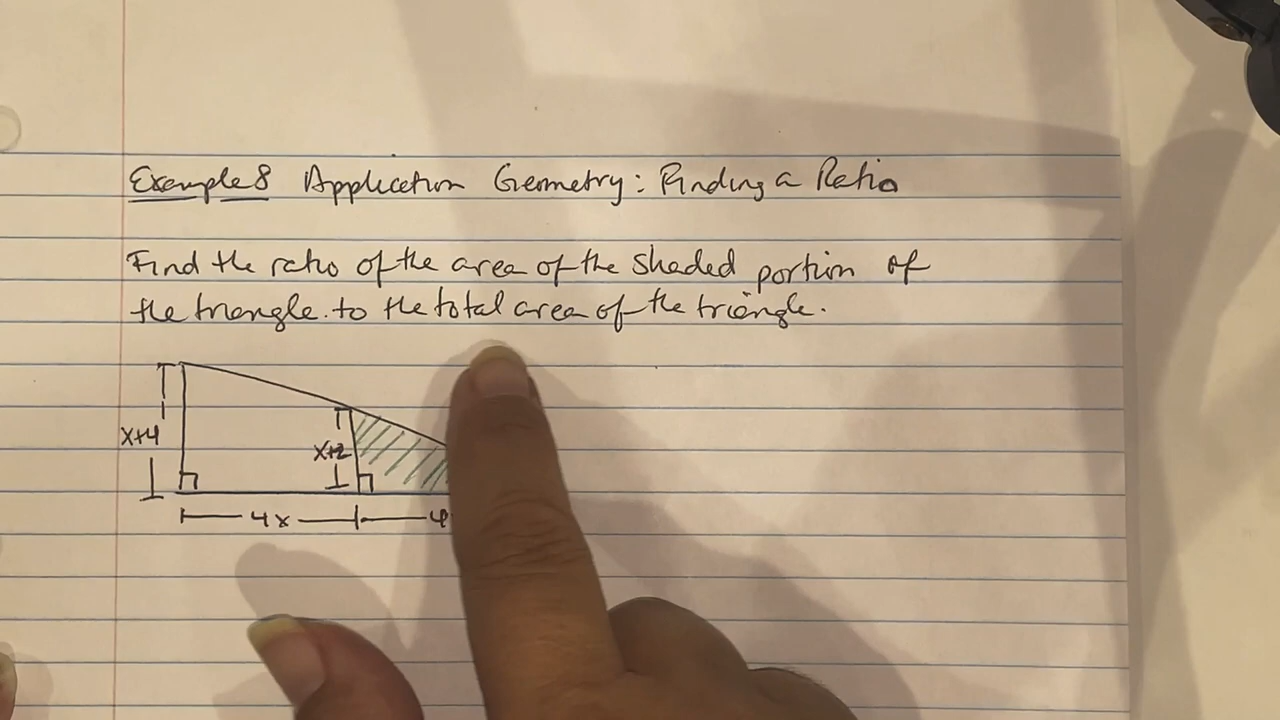 Example 8 Application Geometry: Finding a Ratio
Find the ratio of the area of the shaded portion of
the triangle. to the total area of the triangle.
x+4
x+2
4x
4